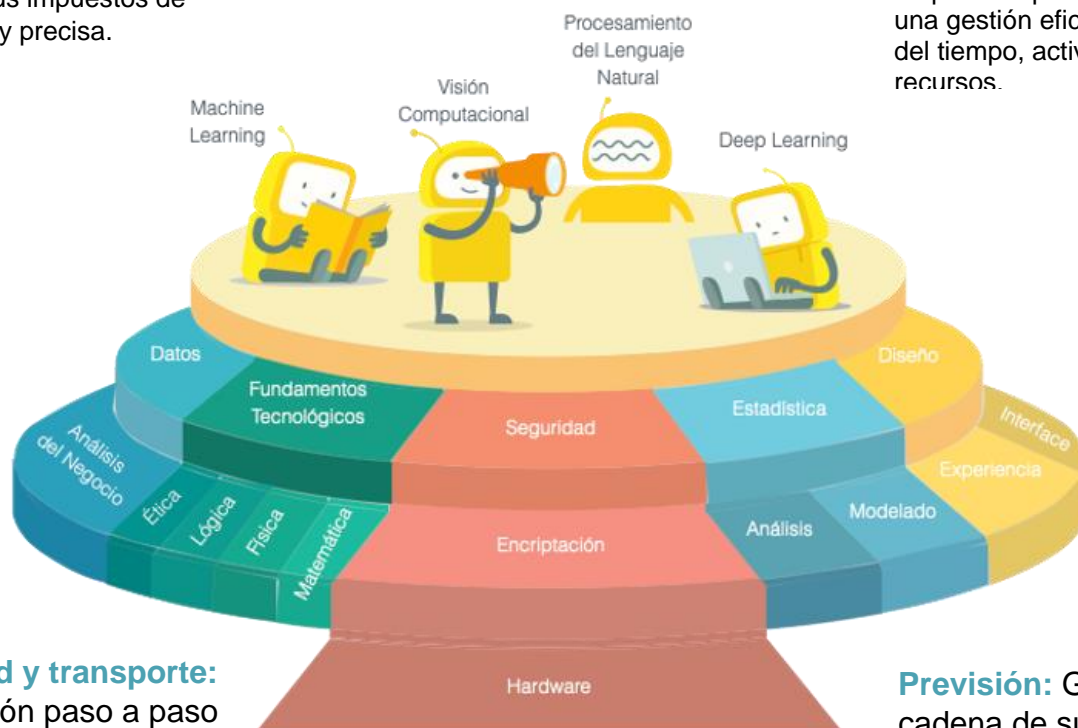 us impuestos de
y precisa.
una gestión efic
del tiempo, activ
recursos.
Procesamiento
del Lenguaje
Natural
Visión
Computacional
Machine
Learning
Deep Learning
Datos
Fundamentos
Tecnológicos
Seguridad
Estadística
Diseño
Análisis
del Negocio
Ética
Lógica
Física
Matemática
Encriptación
Análisis
Modelado
Experiencia
Interface
Hardware
d y transporte:
ón paso a paso
Previsión: G
cadena de su